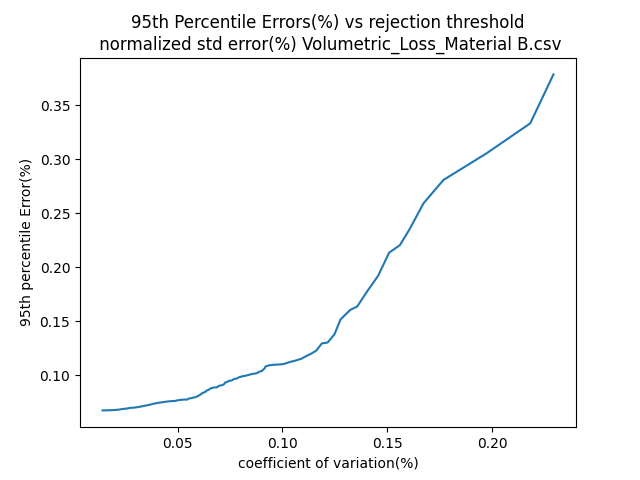 95th Percentile Errors(%) vs rejection threshold
normalized std error(%) Volumetric_Loss_Material B.csv
0.35
0.30
0.25
0.20
0.15
0.10
95th percentile Error(%)
0.05 0.10 0.15 0.20
coefficient of variation(%)